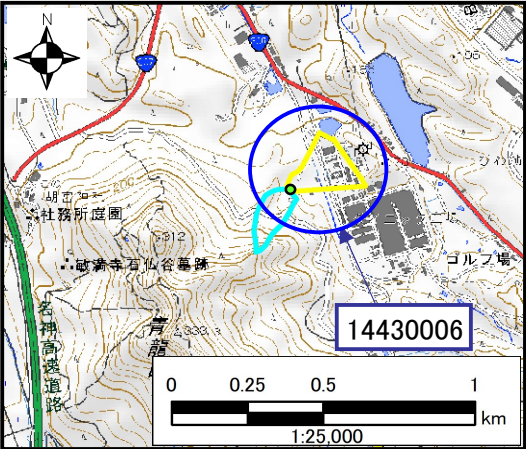 N
306
社務所庭園
312
敏満寺石仏谷墓跡
333
名神高速道路
青龍
ゴルフ場
14430006
0 0.25 0.5 1
km
1:25,000